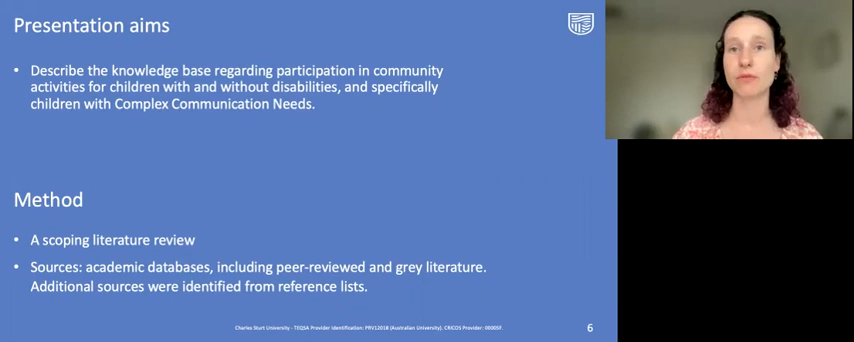 Presentation aims
• Describe the knowledge base regarding participation in community
activities for children with and without disabilities, and specifically
children with Complex Communication Needs.
Method
• A scoping literature review
• Sources: academic databases, including peer-reviewed and grey literature.
Additional sources were identified from reference lists.
Charles Sturt University - TEQSA Provider Identification: PRV12018 (Australian University). CRICOS Provider: 00005F.
6